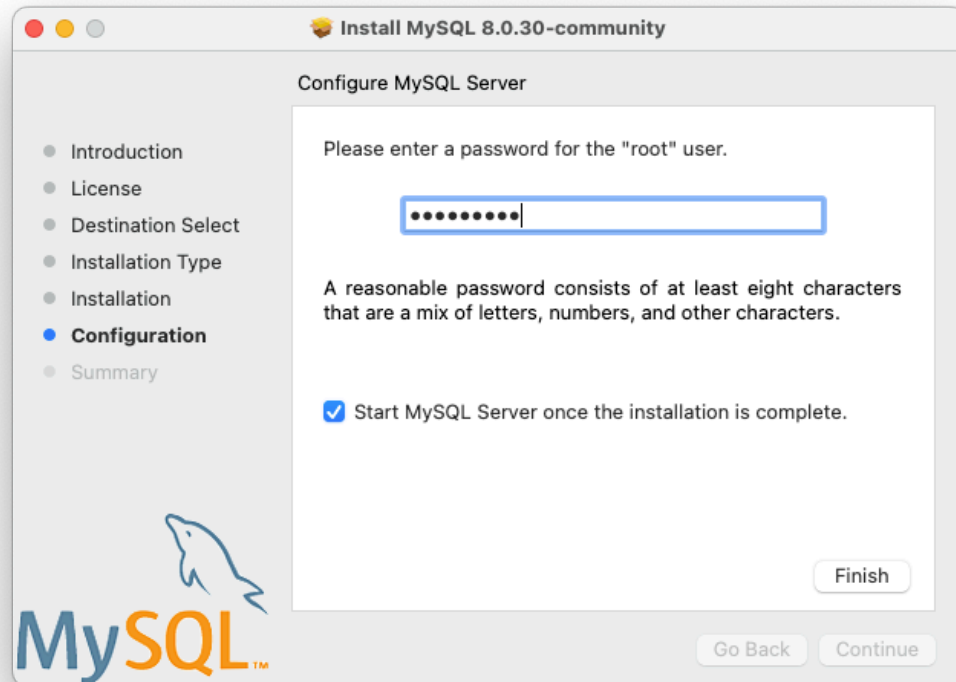 Install MySQL 8.0.30-community
Configure MySQL Server
Introduction
License
Destination Select
Installation Type
Installation
Configuration
Summary
Please enter a password for the "root" user.
•••••••••
A reasonable password consists of at least eight characters
that are a mix of letters, numbers, and other characters.
Start MySQL Server once the installation is complete.
Finish
MySQL™
Go Back
Continue